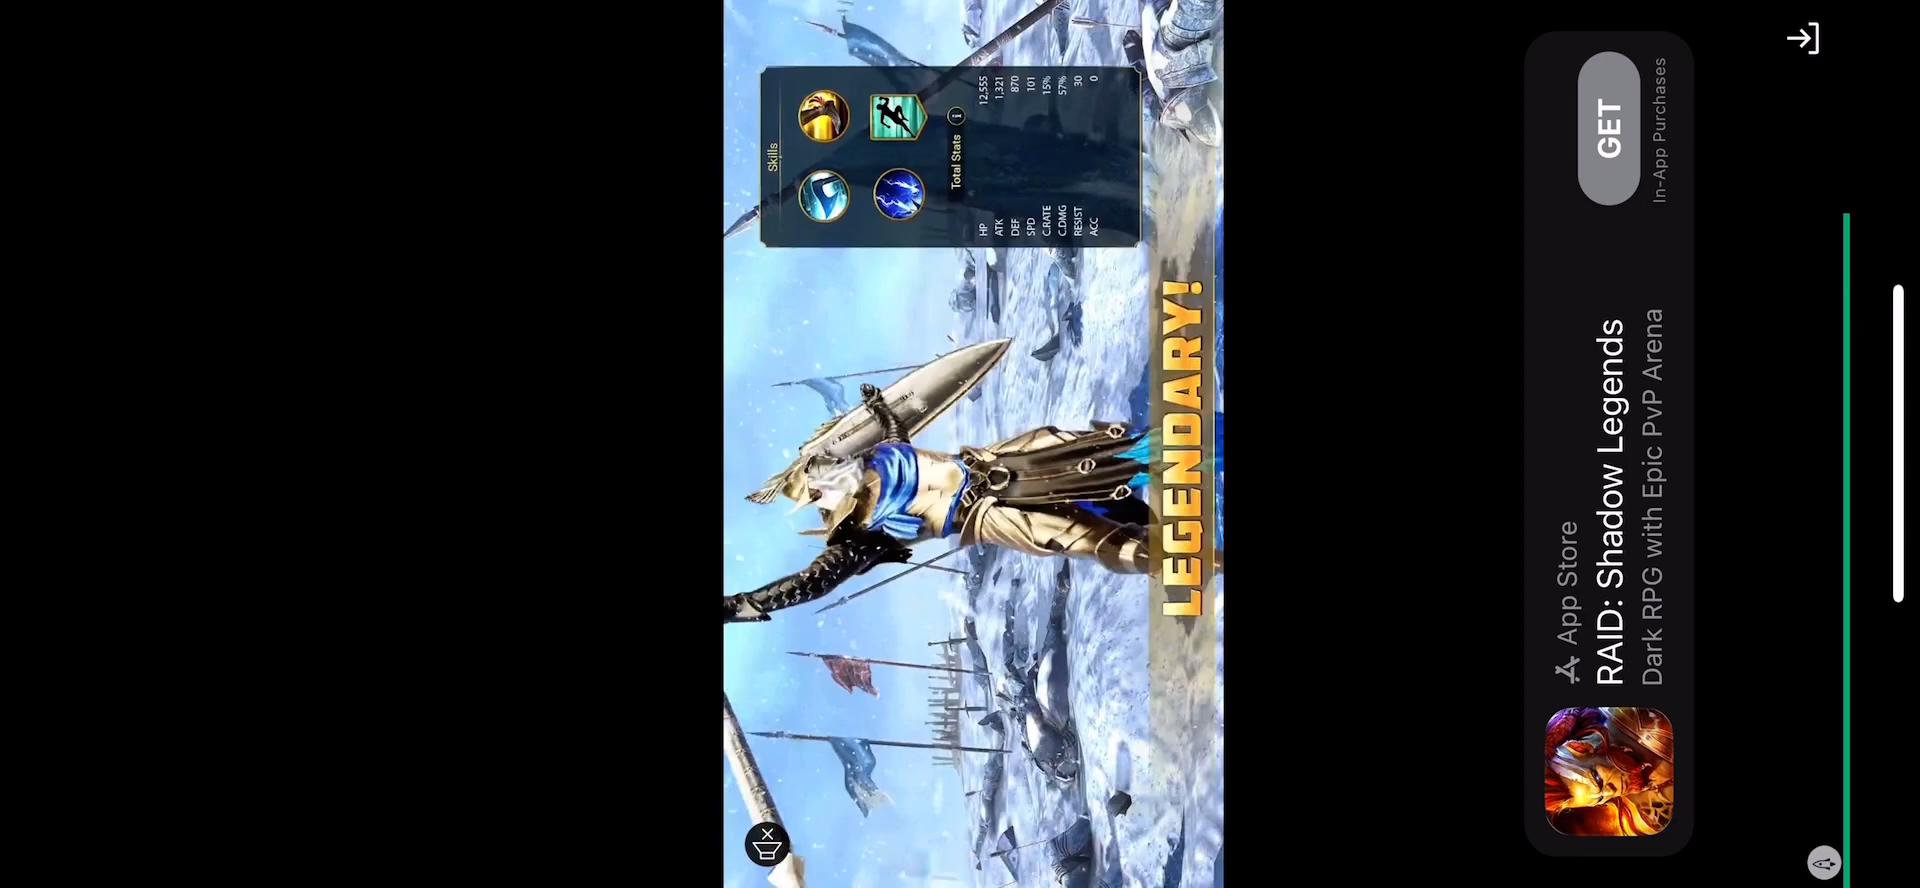 Skills
Total Stats i
HP 12,555
ATK 1,321
DEF 870
SPD 101
C.RATE 15%
C.DMG 57%
RESIST 30
ACC 0
LEGENDARY!
App Store
RAID: Shadow Legends
Dark RPG with Epic PvP Arena
GET
In-App Purchases